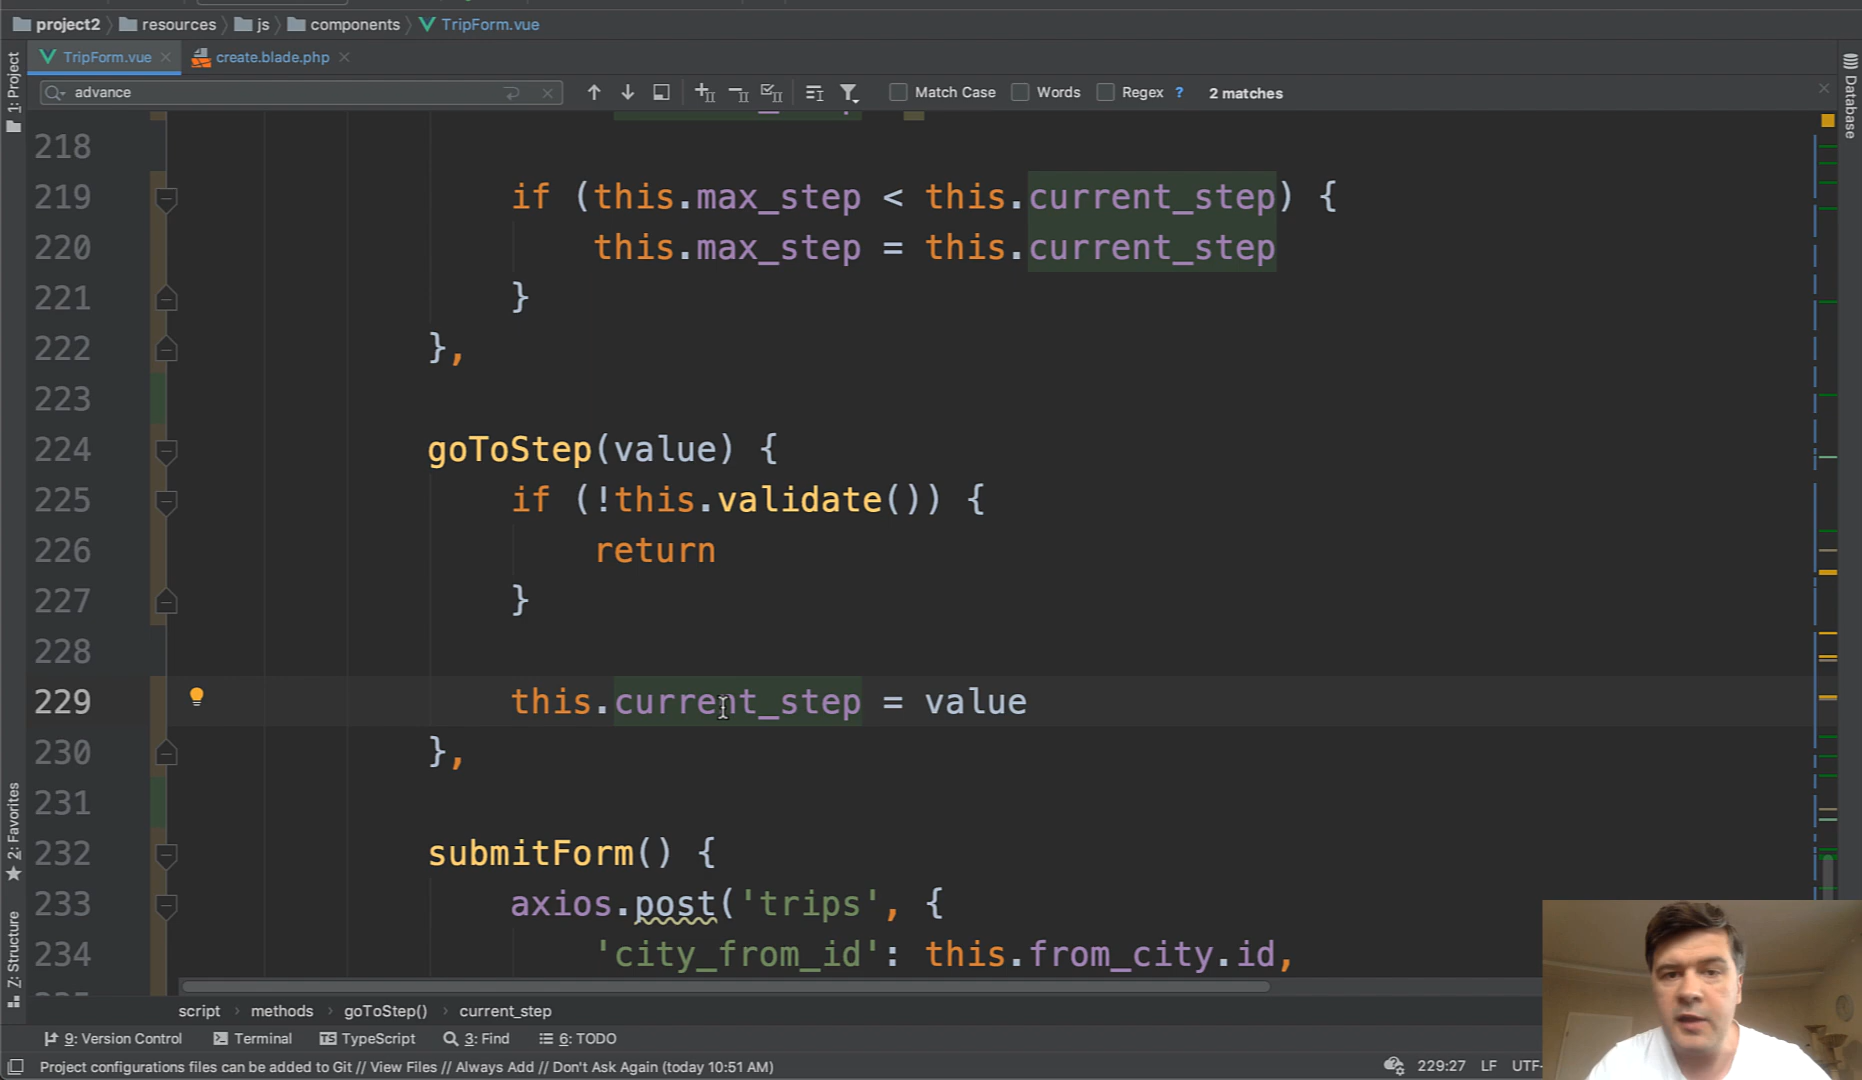 project2 resources js components TripForm.vue
TripForm.vue create.blade.php
advance Match Case Words Regex ? 2 matches
1: Project
Database
218
219 if (this.max_step < this.current_step) {
220 this.max_step = this.current_step
221 }
222 },
223
224 goToStep(value) {
225 if (!this.validate()) {
226 return
227 }
228
229 this.current_step = value
230 },
231
232 submitForm() {
233 axios.post('trips', {
234 'city_from_id': this.from_city.id,
2: Favorites
Z: Structure
script methods goToStep() current_step
9: Version Control Terminal TS TypeScript 3: Find 6: TODO
Project configurations files can be added to Git // View Files // Always Add // Don't Ask Again (today 10:51 AM) 229:27 LF UTF-